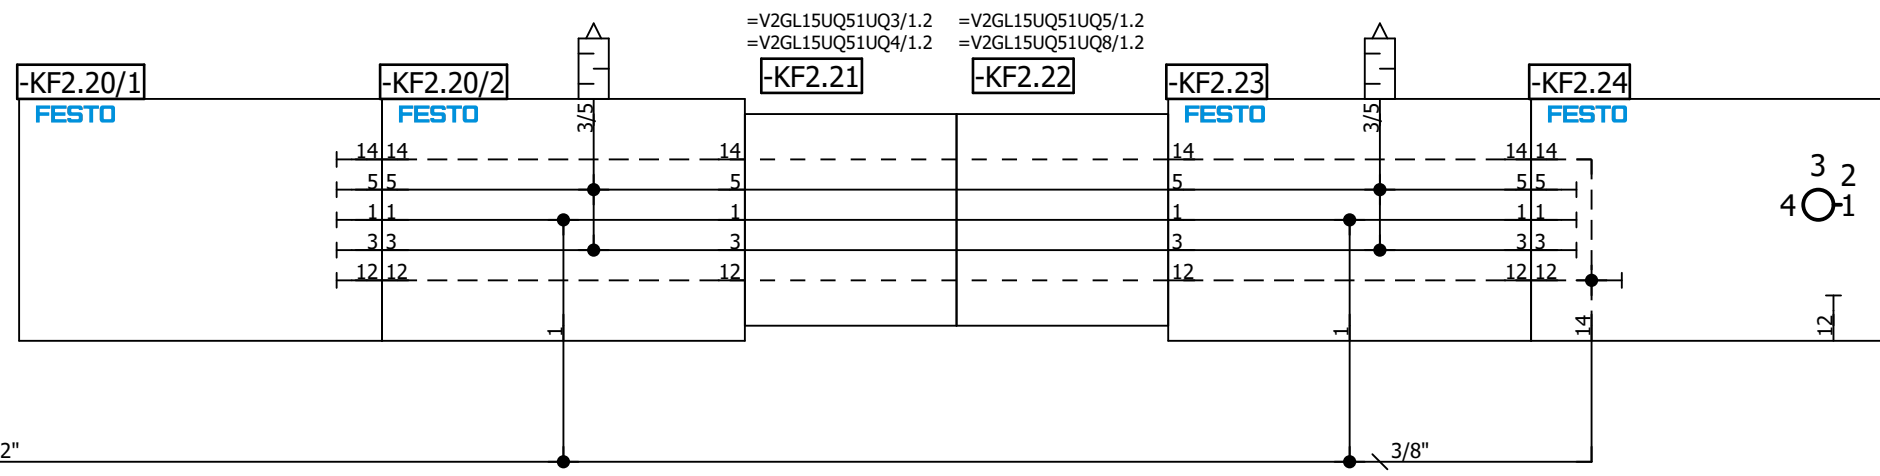 =V2GL15UQ51UQ3/1.2 =V2GL15UQ51UQ5/1.2
=V2GL15UQ51UQ4/1.2 =V2GL15UQ51UQ8/1.2
-KF2.20/1 -KF2.20/2 -KF2.21 -KF2.22 -KF2.23 -KF2.24
FESTO FESTO FESTO FESTO
3/5 3/5
14 14 14 14 14 14
5 5 5 5 5 5
1 1 1 1 1 1
3 3 3 3 3 3
12 12 12 12 12 12
3
2
4 1
1 1 14 12
2" 3/8"